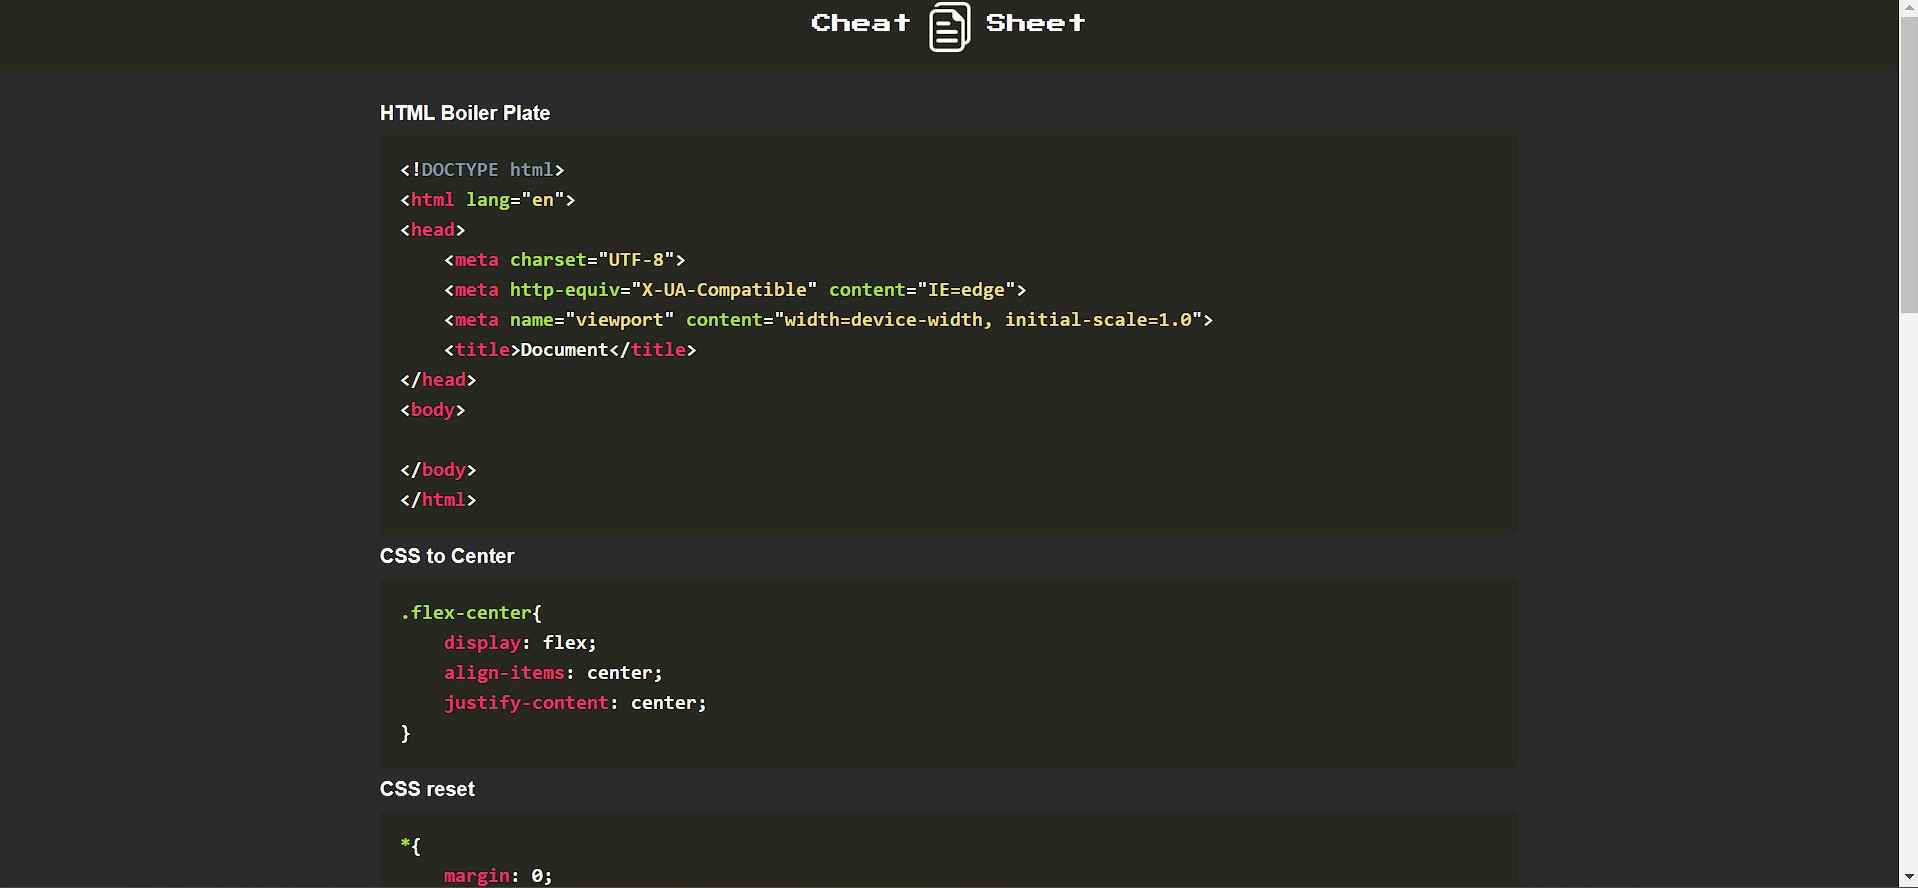 Cheat Sheet
HTML Boiler Plate
<!DOCTYPE html>
<html lang="en">
<head>
    <meta charset="UTF-8">
    <meta http-equiv="X-UA-Compatible" content="IE=edge">
    <meta name="viewport" content="width=device-width, initial-scale=1.0">
    <title>Document</title>
</head>
<body>
</body>
</html>
CSS to Center
.flex-center{
    display: flex;
    align-items: center;
    justify-content: center;
}
CSS reset
*{
    margin: 0;